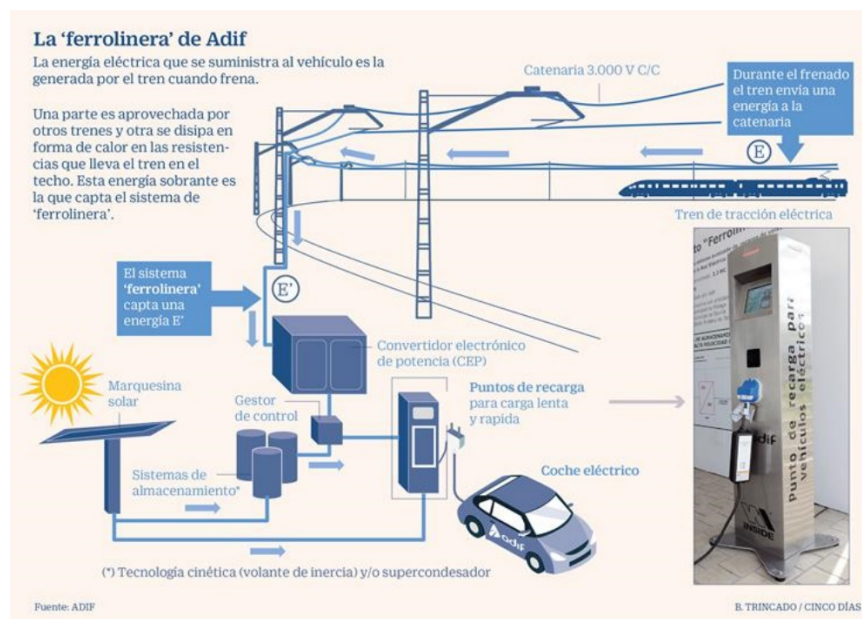 La 'ferrolinera' de Adif
La energía eléctrica que se suministra al vehículo es la
generada por el tren cuando frena.
Una parte es aprovechada por
otros trenes y otra se disipa en
forma de calor en las resisten-
cias que lleva el tren en el
techo. Esta energía sobrante es
la que capta el sistema de
'ferrolinera'.
Catenaria 3.000 V C/C
Durante el frenado
el tren envía una
energía a la
catenaria
E
Tren de tracción eléctrica
El sistema
'ferrolinera'
capta una
energía E'
E'
Convertidor electrónico
de potencia (CEP)
Marquesina
solar
Gestor
de control
Puntos de recarga
para carga lenta
y rapida
Sistemas de
almacenamiento*
Coche eléctrico
adif
Punto de recarga para
vehículos eléctricos
adif
INSIDE
(*) Tecnología cinética (volante de inercia) y/o supercondesador
Fuente: ADIF
B. TRINCADO / CINCO DÍAS